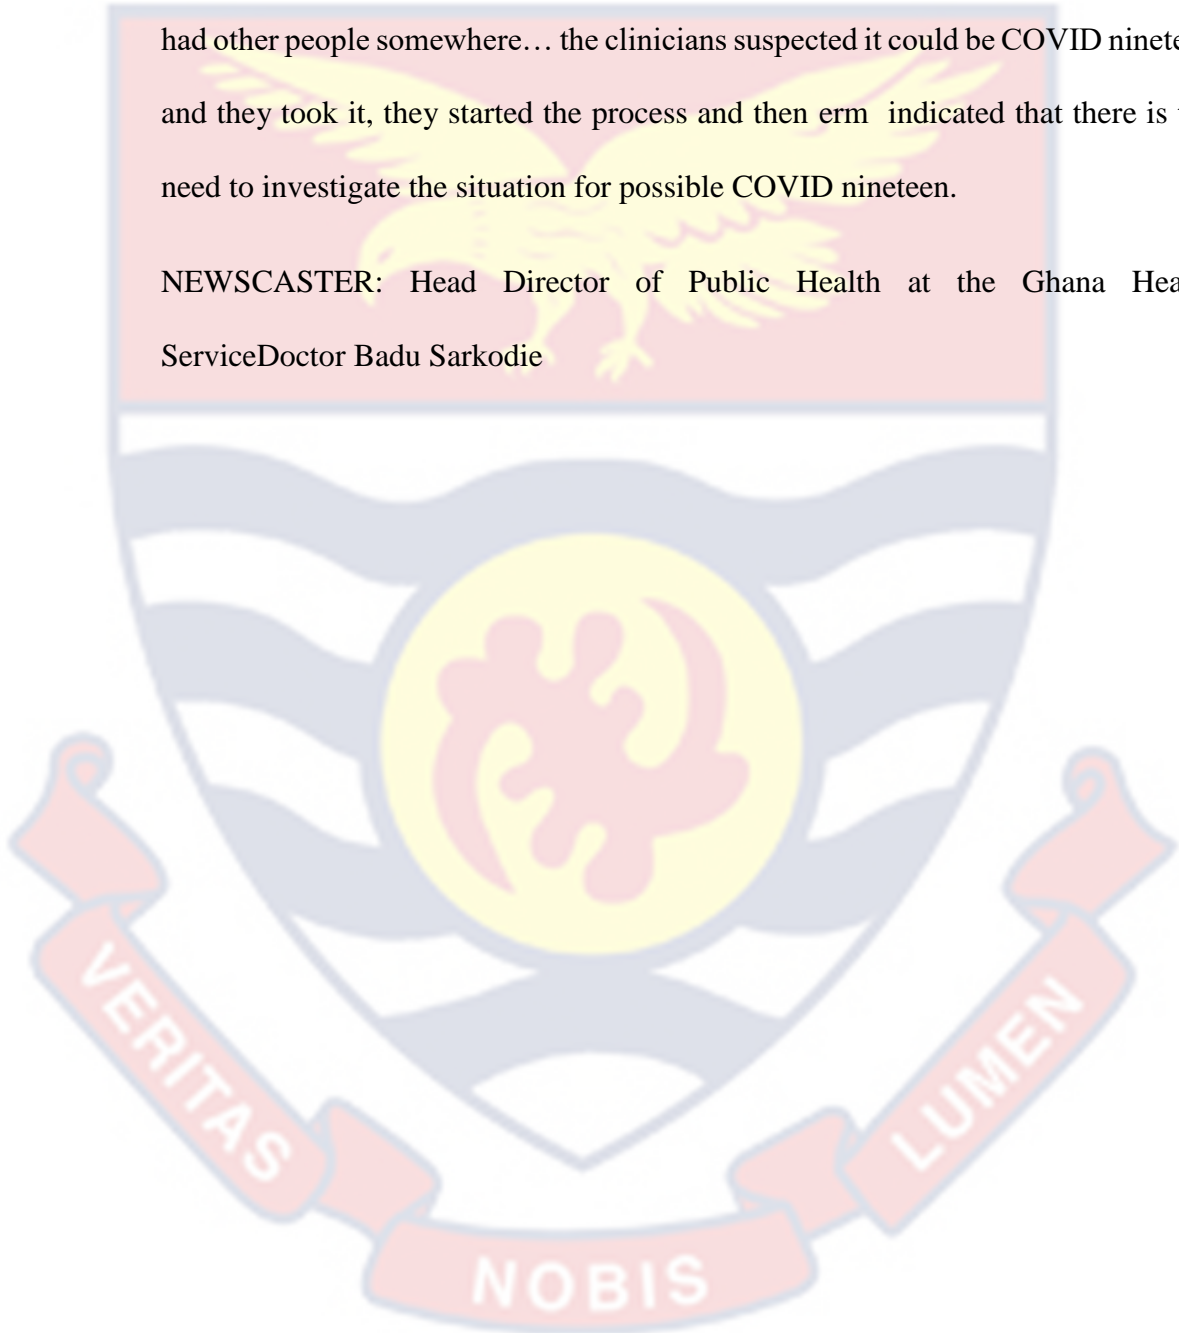 had other people somewhere… the clinicians suspected it could be COVID ninete
and they took it, they started the process and then erm indicated that there is
need to investigate the situation for possible COVID nineteen.
NEWSCASTER: Head Director of Public Health at the Ghana Hea
ServiceDoctor Badu Sarkodie
VERITAS
NOBIS
LUMEN